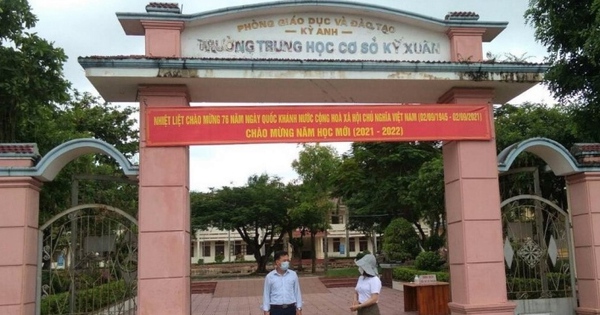 PHÒNG GIÁO DỤC VÀ ĐÀO TẠO
KỲ ANH
TRƯỜNG TRUNG HỌC CƠ SỞ KỲ XUÂN
NHIỆT LIỆT CHÀO MỪNG 76 NĂM NGÀY QUỐC KHÁNH NƯỚC CỘNG HOÀ XÃ HỘI CHỦ NGHĨA VIỆT NAM (02/09/1945 - 02/09/2021)
CHÀO MỪNG NĂM HỌC MỚI (2021 - 2022)